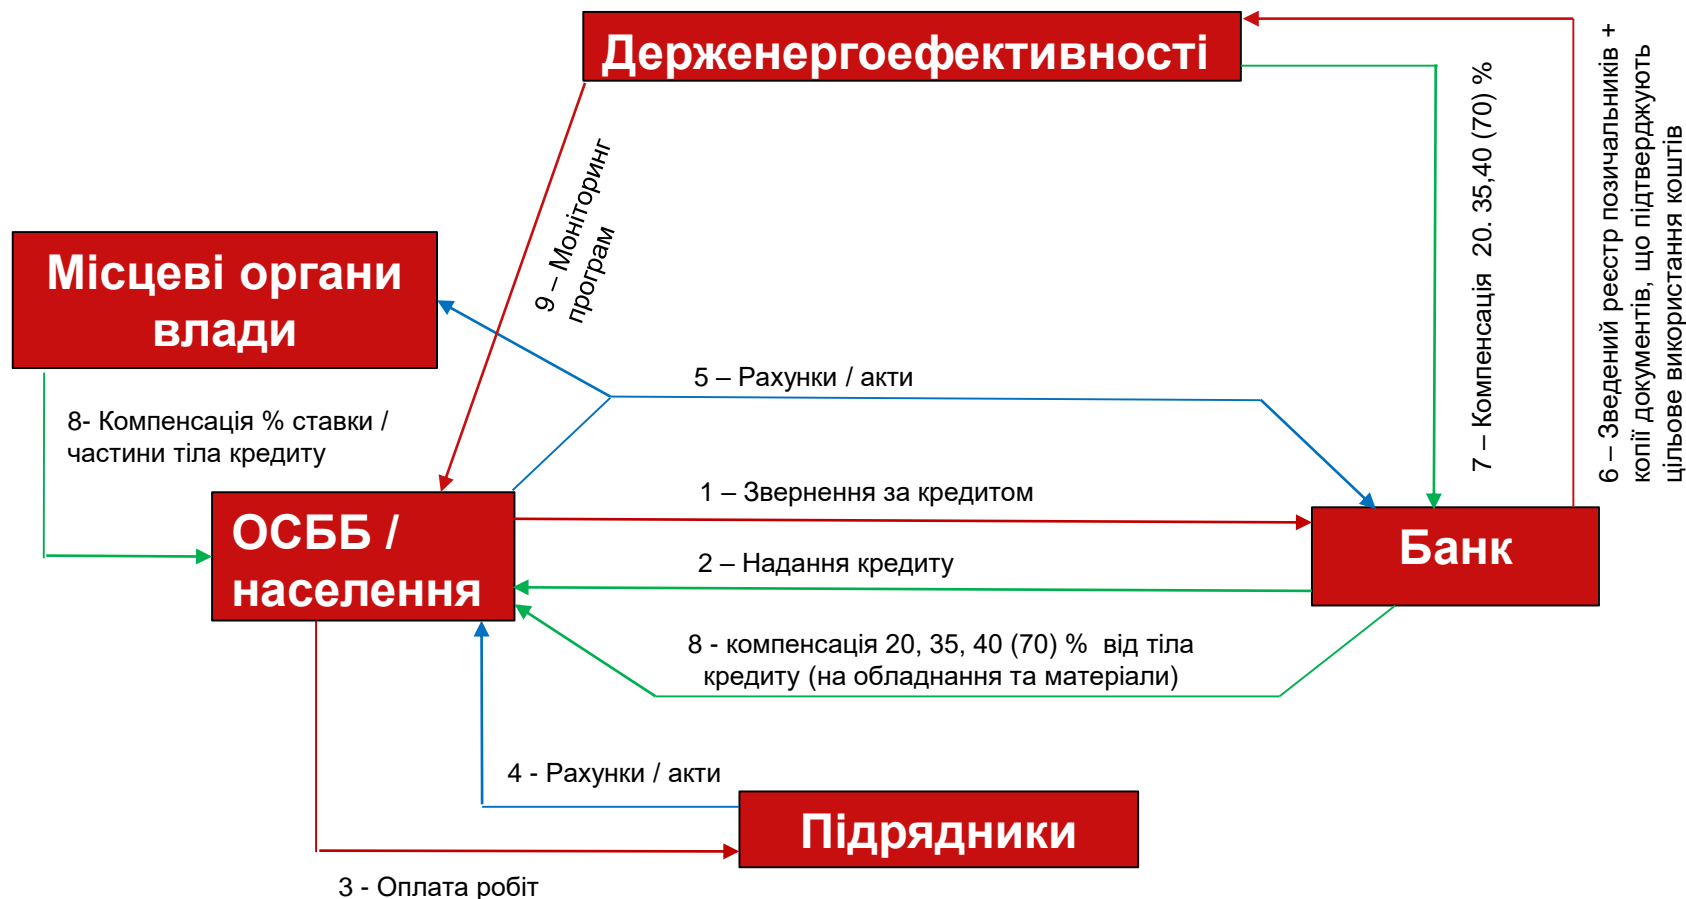 Держенергоефективності
6 – Зведений реєстр позичальників +
копії документів, що підтверджують
цільове використання коштів
7 – Компенсація 20. 35,40 (70) %
9 – Моніторинг
програм
Місцеві органи
влади
5 – Рахунки / акти
8- Компенсація % ставки /
частини тіла кредиту
1 – Звернення за кредитом
ОСББ /
населення
Банк
2 – Надання кредиту
8 - компенсація 20, 35, 40 (70) % від тіла
кредиту (на обладнання та матеріали)
4 - Рахунки / акти
Підрядники
3 - Оплата робіт